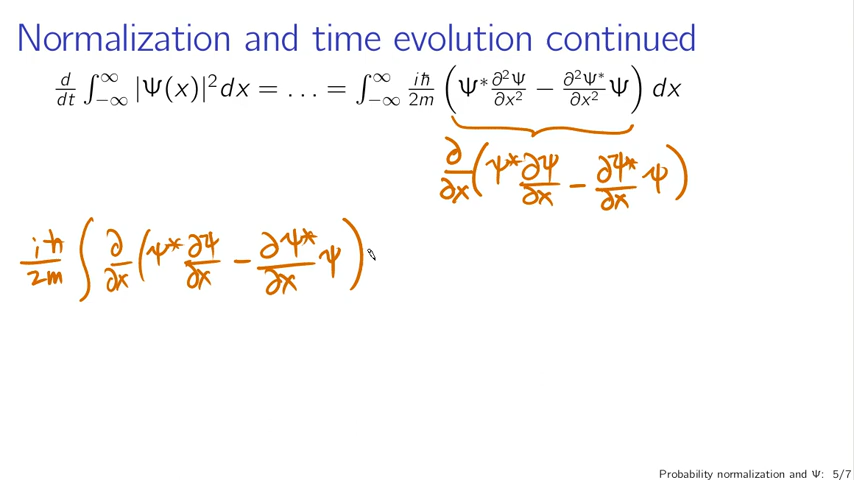 Normalization and time evolution continued
d/dt ∫_{-∞}^{∞} |Ψ(x)|² dx = … = ∫_{-∞}^{∞} iħ/2m (Ψ* ∂²Ψ/∂x² − ∂²Ψ*/∂x² Ψ) dx
∂/∂x (Ψ* ∂Ψ/∂x − ∂Ψ*/∂x Ψ)
iħ/2m ∫ ∂/∂x (Ψ* ∂Ψ/∂x − ∂Ψ*/∂x Ψ)
Probability normalization and Ψ: 5/7